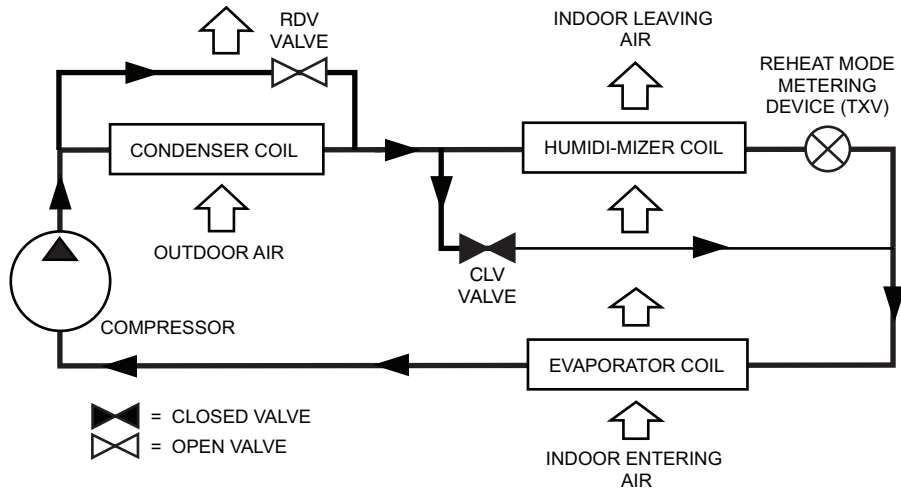 RDV
VALVE
INDOOR LEAVING
AIR
REHEAT MODE
METERING
DEVICE (TXV)
CONDENSER COIL
HUMIDI-MIZER COIL
OUTDOOR AIR
CLV
VALVE
COMPRESSOR
EVAPORATOR COIL
= CLOSED VALVE
= OPEN VALVE
INDOOR ENTERING
AIR